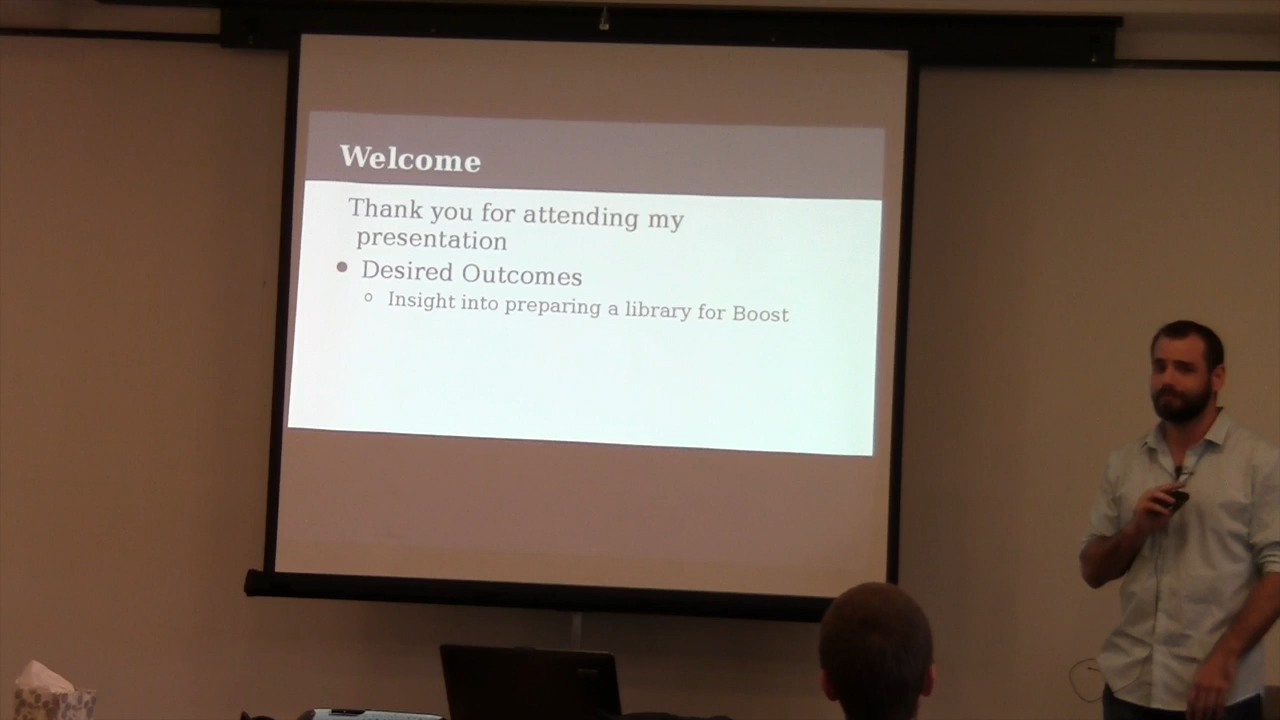 Welcome
Thank you for attending my
presentation
● Desired Outcomes
○ Insight into preparing a library for Boost